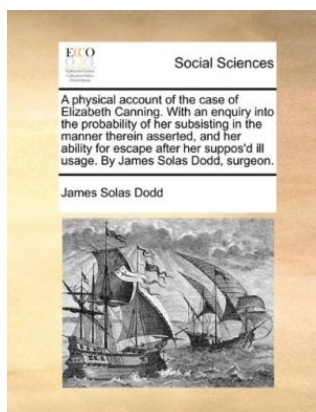 ECCO
Social Sciences
A physical account of the case of
Elizabeth Canning. With an enquiry into
the probability of her subsisting in the
manner therein asserted, and her
ability for escape after her suppos'd ill
usage. By James Solas Dodd, surgeon.
James Solas Dodd